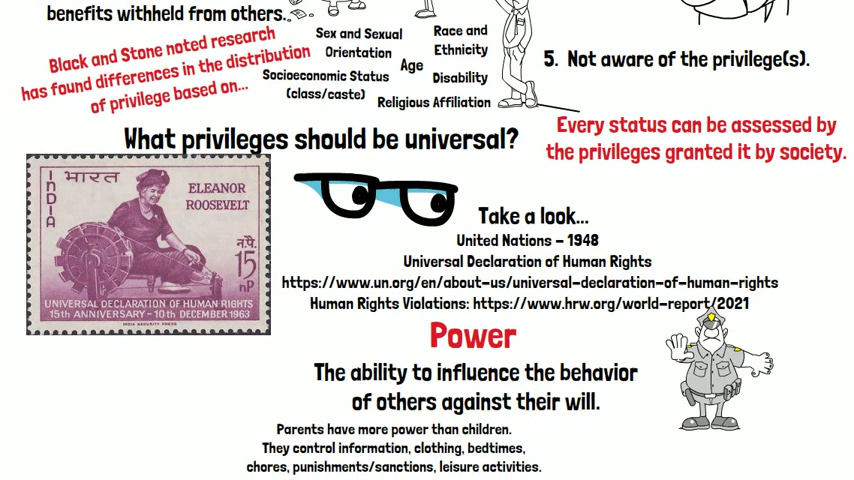 benefits withheld from others.
Black and Stone noted research
has found differences in the distribution
of privilege based on...
Sex and Sexual
Orientation
Race and
Ethnicity
Age
Socioeconomic Status
(class/caste)
Disability
Religious Affiliation
5. Not aware of the privilege(s).
Every status can be assessed by
the privileges granted it by society.
What privileges should be universal?
INDIA
भारत
ELEANOR
ROOSEVELT
न.पै.
15
nP
UNIVERSAL DECLARATION OF HUMAN RIGHTS
15th ANNIVERSARY - 10th DECEMBER 1963
INDIA SECURITY PRESS
Take a look...
United Nations – 1948
Universal Declaration of Human Rights
https://www.un.org/en/about-us/universal-declaration-of-human-rights
Human Rights Violations: https://www.hrw.org/world-report/2021
Power
The ability to influence the behavior
of others against their will.
Parents have more power than children.
They control information, clothing, bedtimes,
chores, punishments/sanctions, leisure activities.